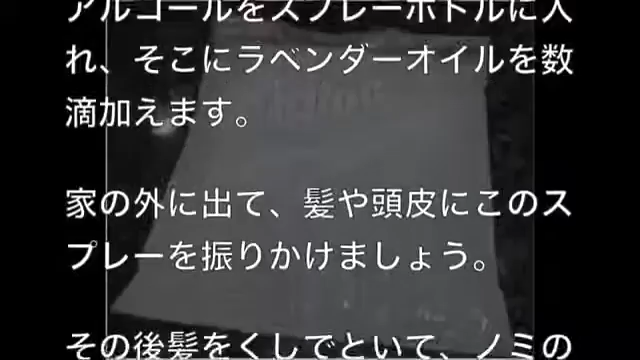 アルコールをスプレーボトルに入
れ、そこにラベンダーオイルを数
滴加えます。
家の外に出て、髪や頭皮にこのス
プレーを振りかけましょう。
その後髪をくしでといて、ノミの